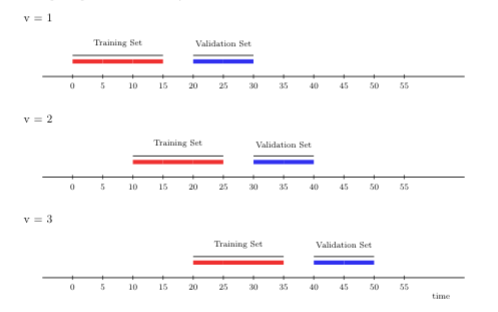 v = 1
Training Set Validation Set
0 5 10 15 20 25 30 35 40 45 50 55
v = 2
Training Set Validation Set
0 5 10 15 20 25 30 35 40 45 50 55
v = 3
Training Set Validation Set
0 5 10 15 20 25 30 35 40 45 50 55
time